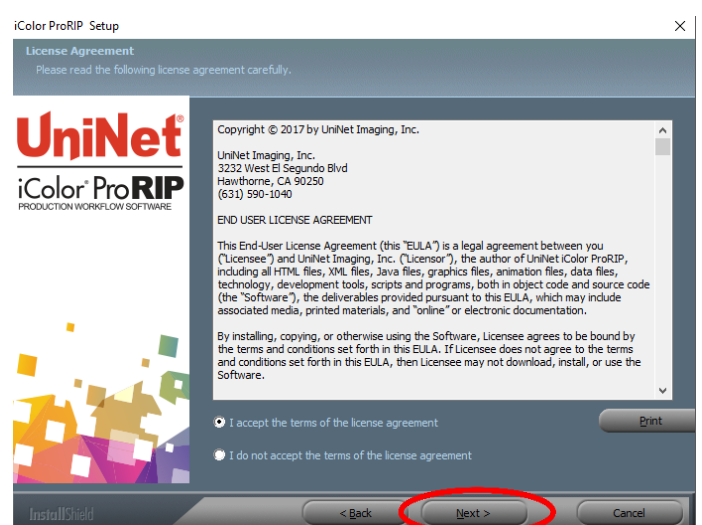 iColor ProRIP Setup
License Agreement
Please read the following license agreement carefully.
UniNet®
iColor® ProRIP
PRODUCTION WORKFLOW SOFTWARE
Copyright © 2017 by UniNet Imaging, Inc.
UniNet Imaging, Inc.
3232 West El Segundo Blvd
Hawthorne, CA 90250
(631) 590-1040
END USER LICENSE AGREEMENT
This End-User License Agreement (this "EULA") is a legal agreement between you
("Licensee") and UniNet Imaging, Inc. ("Licensor"), the author of UniNet iColor ProRIP,
including all HTML files, XML files, Java files, graphics files, animation files, data files,
technology, development tools, scripts and programs, both in object code and source code
(the "Software"), the deliverables provided pursuant to this EULA, which may include
associated media, printed materials, and "online" or electronic documentation.
By installing, copying, or otherwise using the Software, Licensee agrees to be bound by
the terms and conditions set forth in this EULA. If Licensee does not agree to the terms
and conditions set forth in this EULA, then Licensee may not download, install, or use the
Software.
I accept the terms of the license agreement
Print
I do not accept the terms of the license agreement
InstallShield
< Back
Next >
Cancel